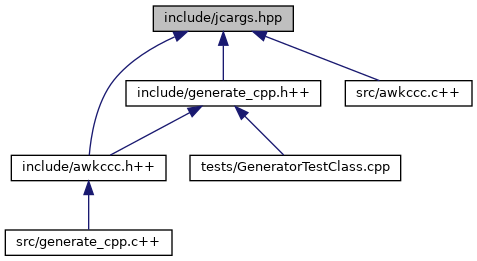 include/jcargs.hpp
include/generate_cpp.h++
src/awkccc.c++
include/awkccc.h++
tests/GeneratorTestClass.cpp
src/generate_cpp.c++